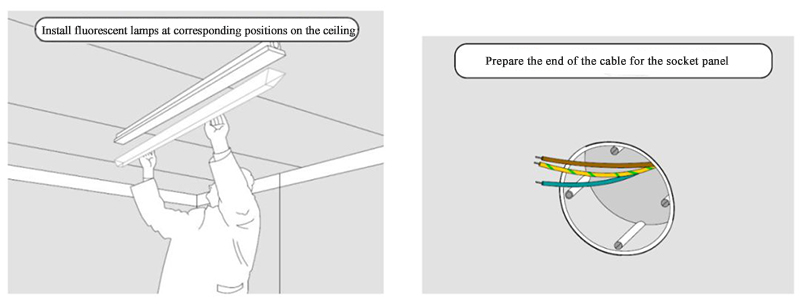 Install fluorescent lamps at corresponding positions on the ceiling
Prepare the end of the cable for the socket panel